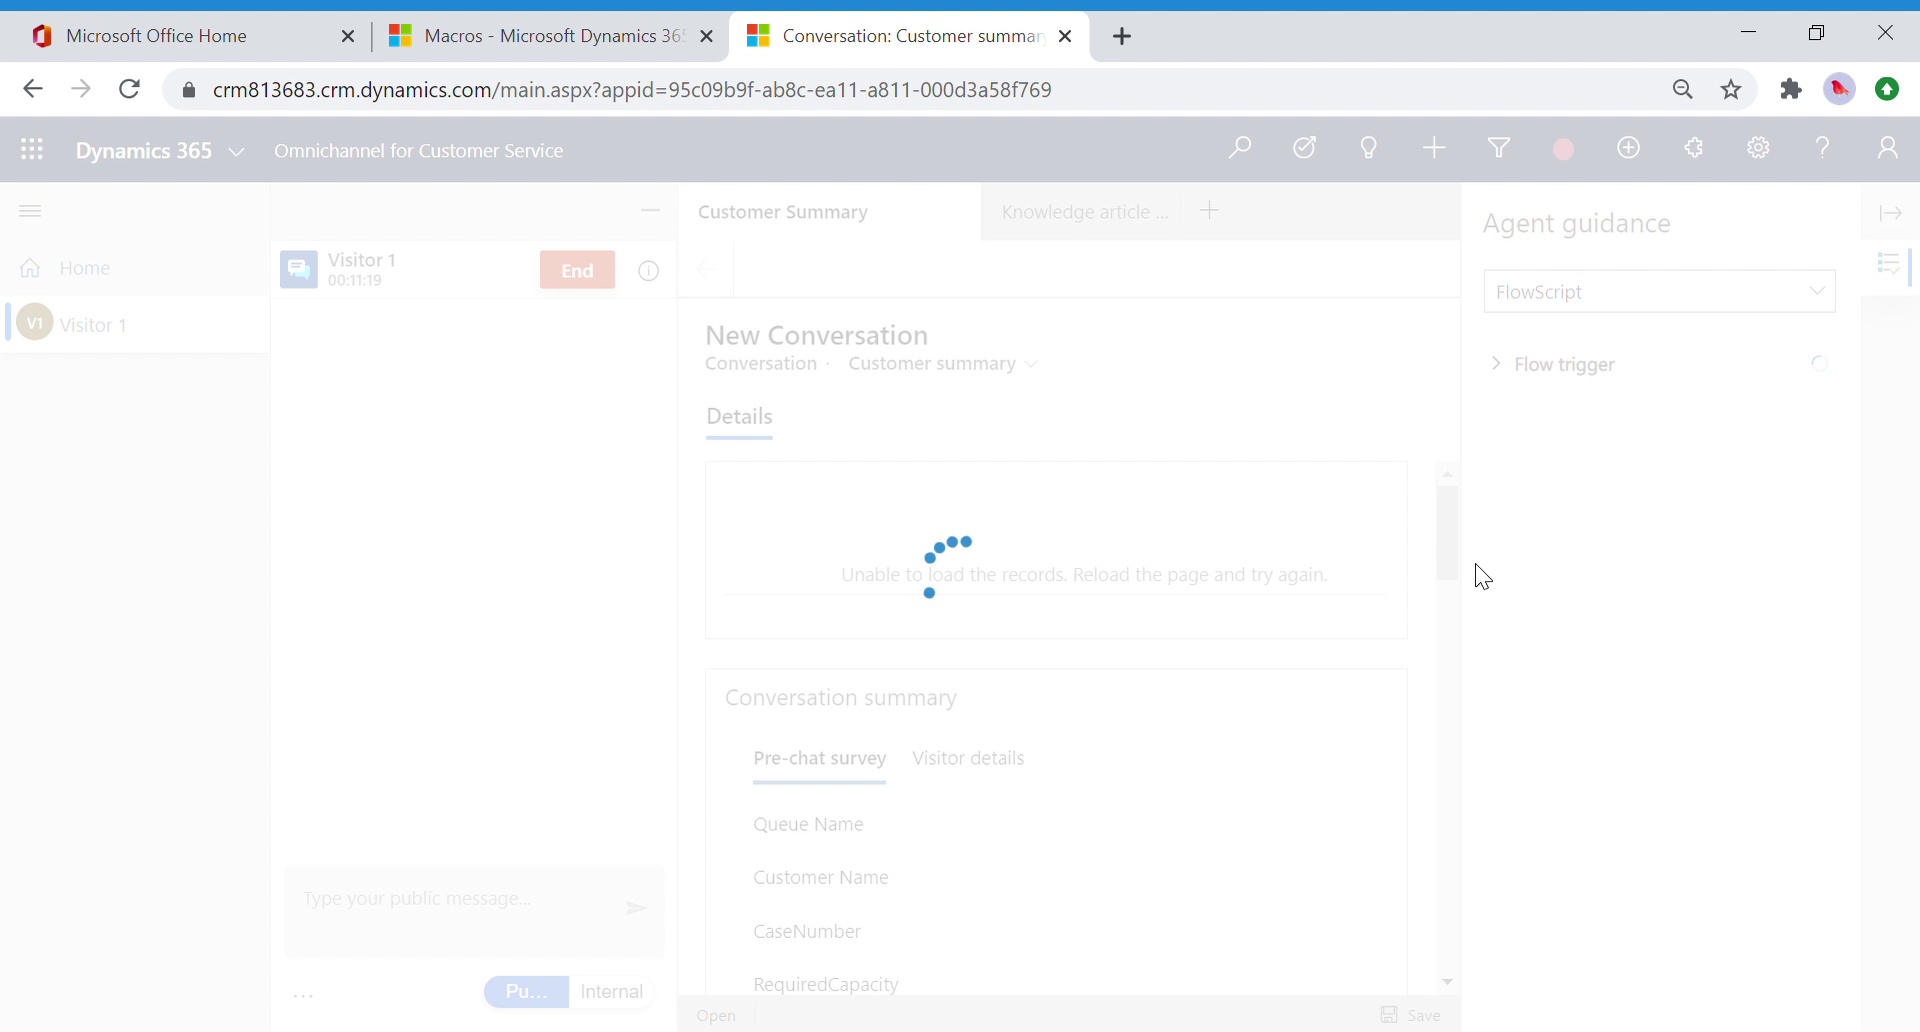 Microsoft Office Home
Macros - Microsoft Dynamics 36
Conversation: Customer summar
crm813683.crm.dynamics.com/main.aspx?appid=95c09b9f-ab8c-ea11-a811-000d3a58f769
Dynamics 365
Omnichannel for Customer Service
Customer Summary
Knowledge article ...
Agent guidance
Visitor 1
00:11:19
End
Home
V1
Visitor 1
FlowScript
New Conversation
Conversation · Customer summary
Flow trigger
Details
Unable to load the records. Reload the page and try again.
Conversation summary
Pre-chat survey
Visitor details
Queue Name
Customer Name
CaseNumber
RequiredCapacity
Type your public message...
...
Pu...
Internal
Open
Save